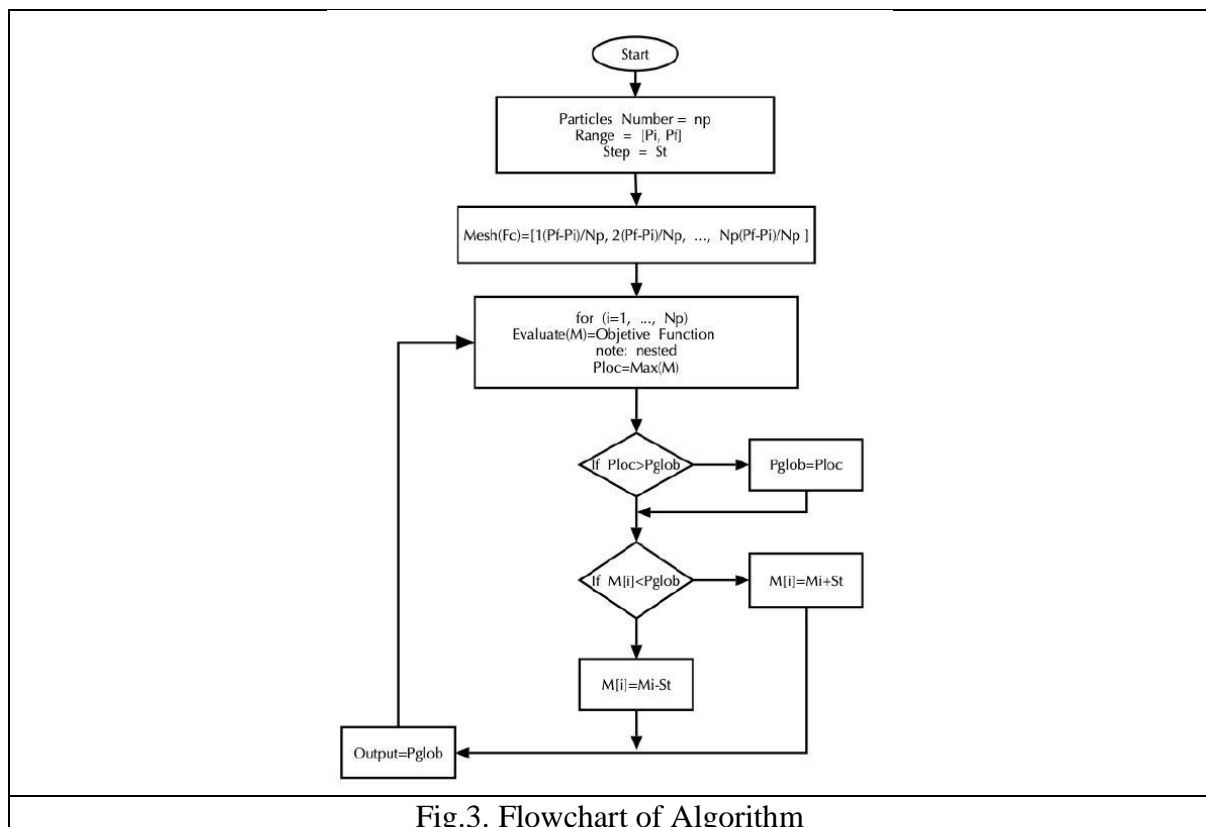 Start
Particles Number = np
Range = [Pi, Pf]
Step = St
Mesh(Fc)=[1(Pf-Pi)/Np, 2(Pf-Pi)/Np, ..., Np(Pf-Pi)/Np ]
for (i=1, ..., Np)
Evaluate(M)=Objetive Function
note: nested
Ploc=Max(M)
If Ploc>Pglob
Pglob=Ploc
If M[i]<Pglob
M[i]=Mi+St
M[i]=Mi-St
Output=Pglob
Fig.3. Flowchart of Algorithm